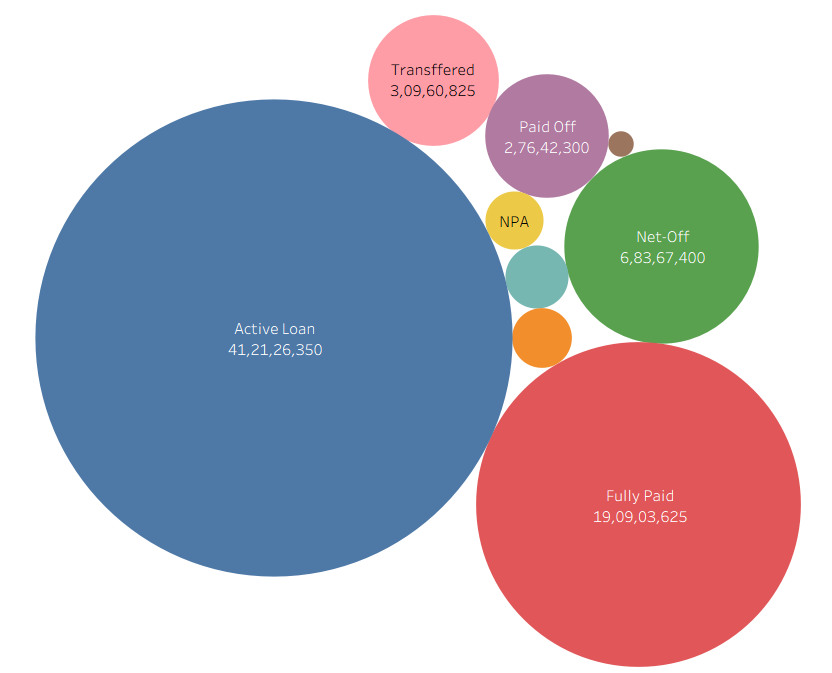 Transffered
3,09,60,825
Paid Off
2,76,42,300
NPA
Net-Off
6,83,67,400
Active Loan
41,21,26,350
Fully Paid
19,09,03,625